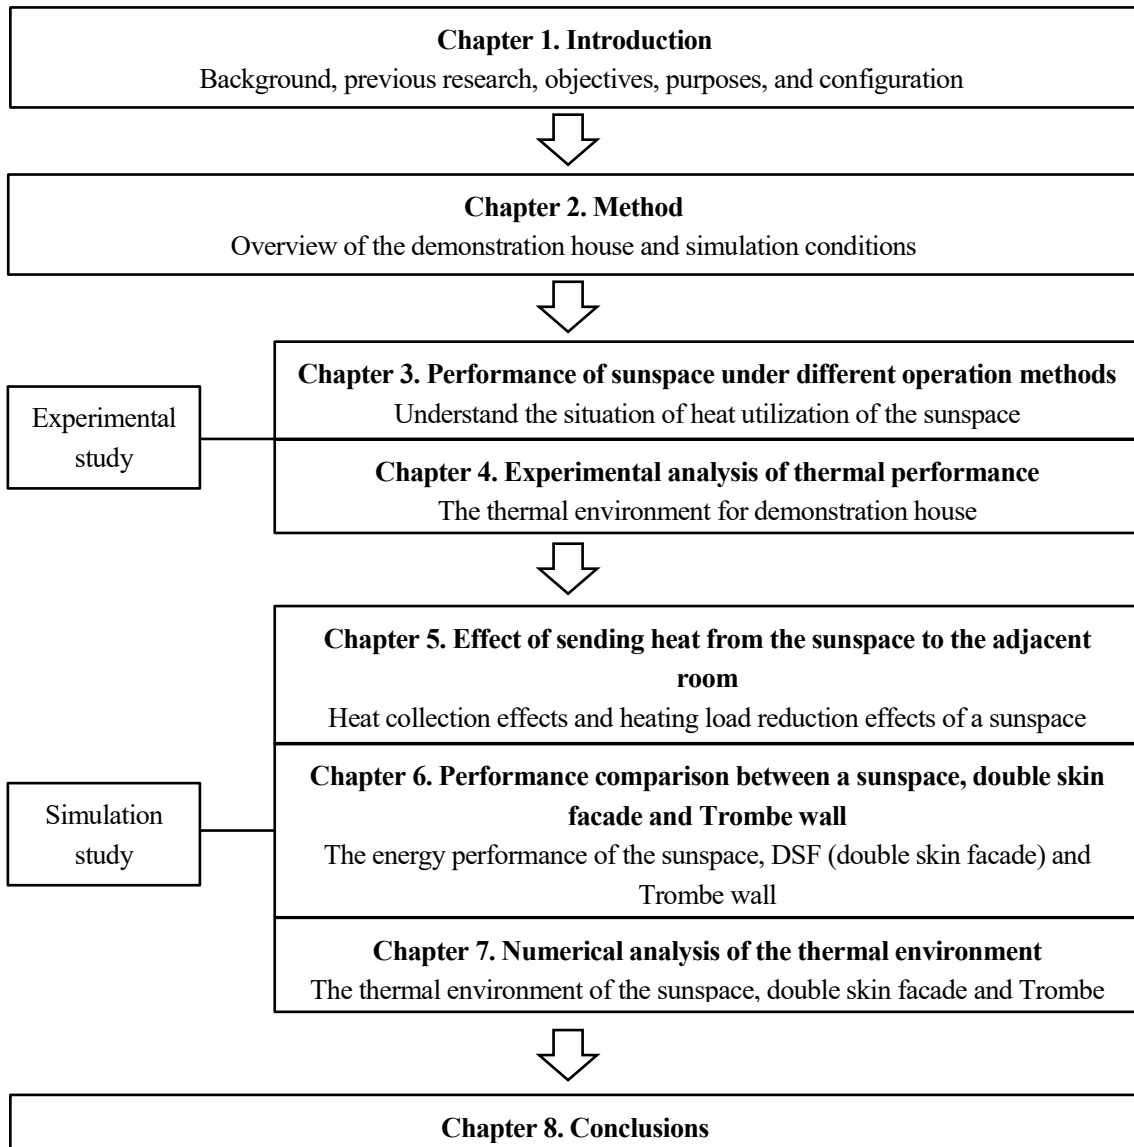 Chapter 1. Introduction
Background, previous research, objectives, purposes, and configuration
Chapter 2. Method
Overview of the demonstration house and simulation conditions
Experimental
study
Chapter 3. Performance of sunspace under different operation methods
Understand the situation of heat utilization of the sunspace
Chapter 4. Experimental analysis of thermal performance
The thermal environment for demonstration house
Simulation
study
Chapter 5. Effect of sending heat from the sunspace to the adjacent
room
Heat collection effects and heating load reduction effects of a sunspace
Chapter 6. Performance comparison between a sunspace, double skin
facade and Trombe wall
The energy performance of the sunspace, DSF (double skin facade) and
Trombe wall
Chapter 7. Numerical analysis of the thermal environment
The thermal environment of the sunspace, double skin facade and Trombe
Chapter 8. Conclusions